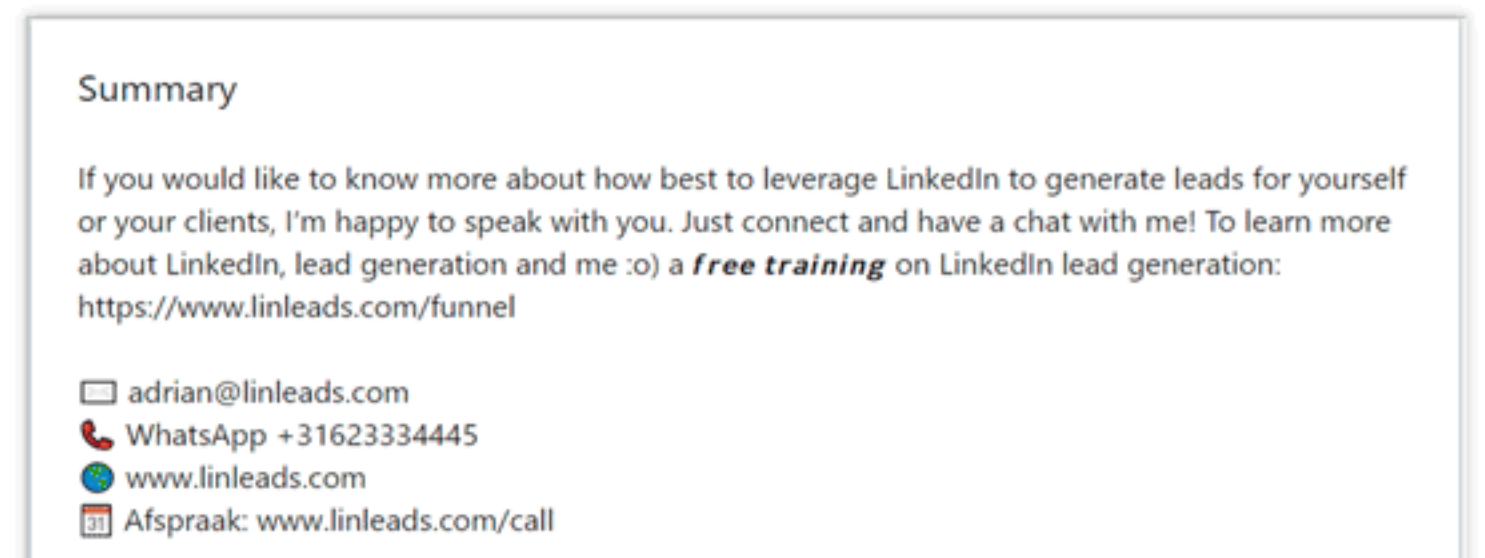 Summary
If you would like to know more about how best to leverage LinkedIn to generate leads for yourself
or your clients, I'm happy to speak with you. Just connect and have a chat with me! To learn more
about LinkedIn, lead generation and me :o) a free training on LinkedIn lead generation:
https://www.linleads.com/funnel
adrian@linleads.com
WhatsApp +31623334445
www.linleads.com
31 Afspraak: www.linleads.com/call